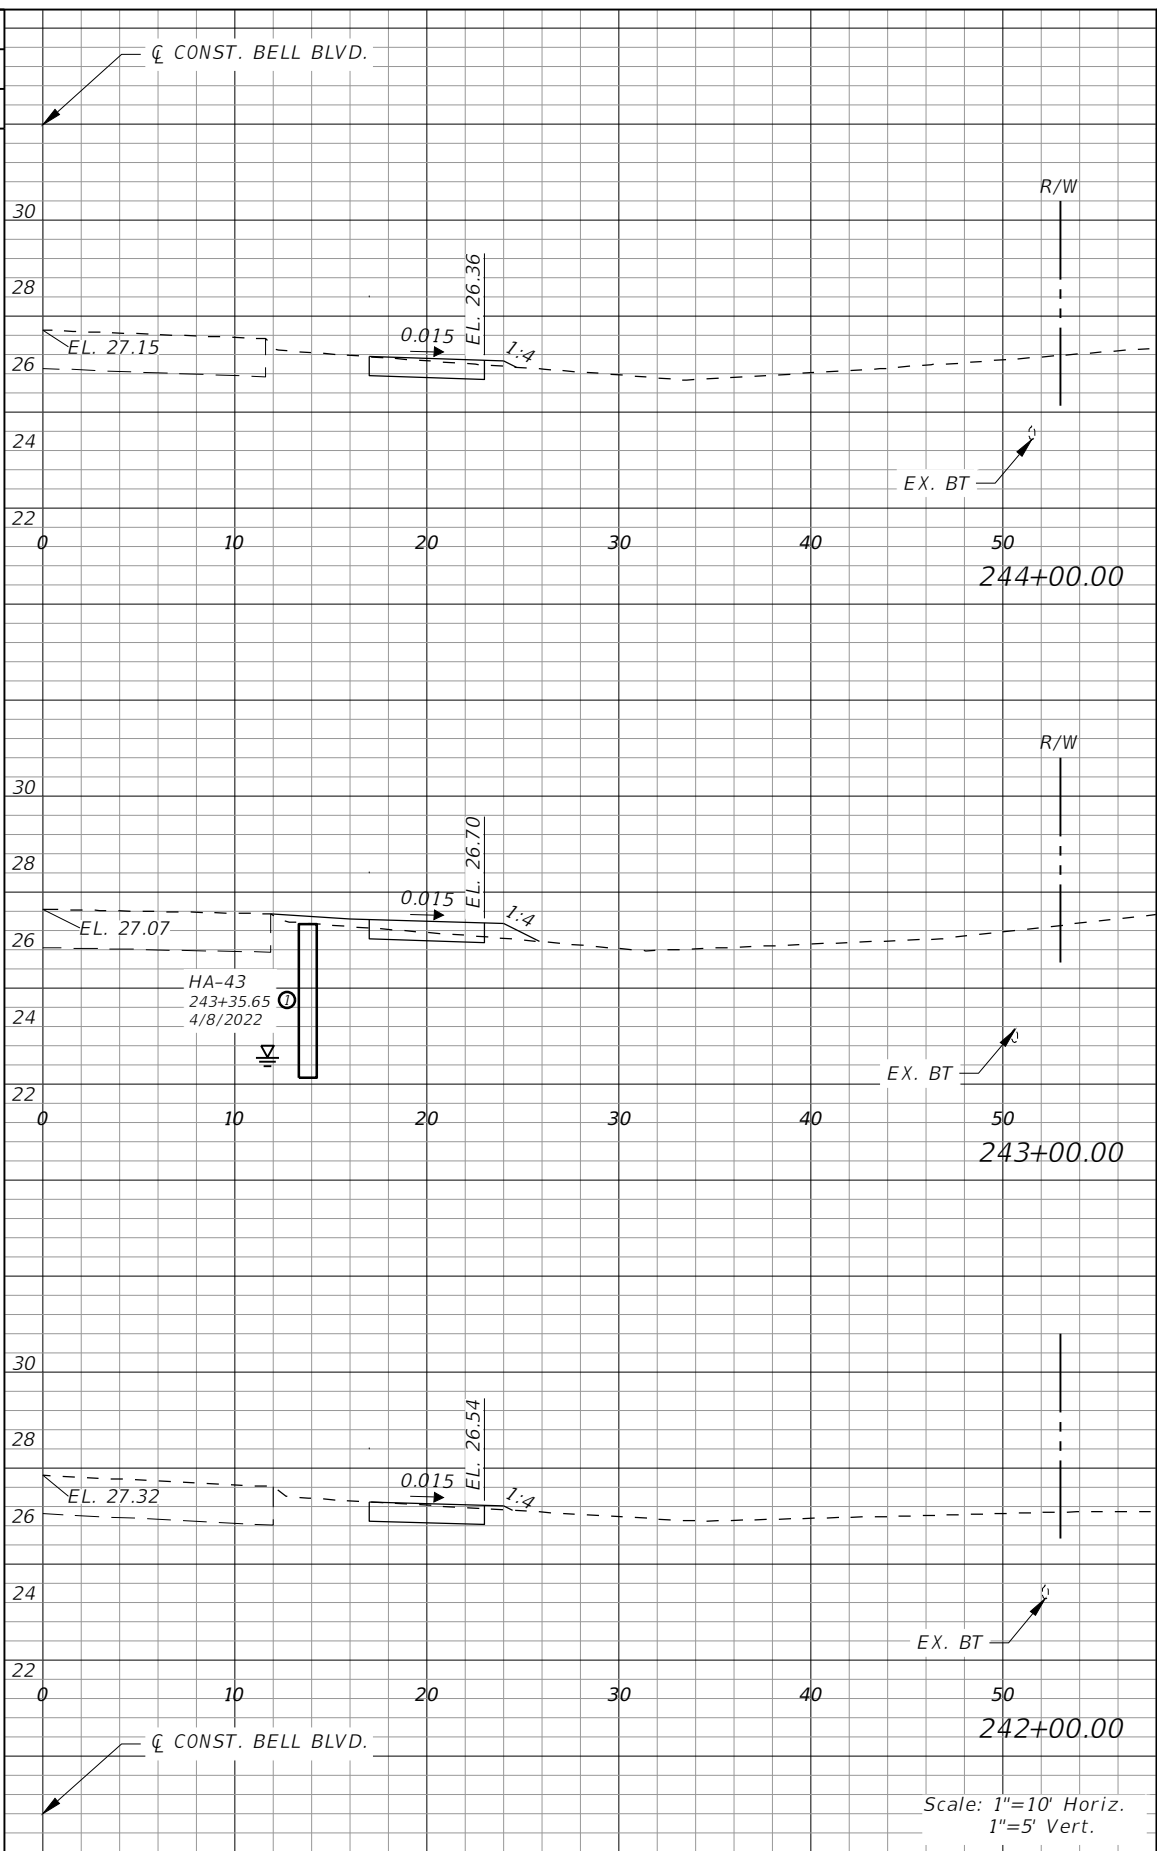 ℄ CONST. BELL BLVD.
R/W
30
28
EL. 26.36
0.015
1:4
EL. 27.15
26
24
EX. BT
22
0 10 20 30 40 50
244+00.00
R/W
30
28
EL. 26.70
0.015
1:4
EL. 27.07
26
HA-43
243+35.65
1
4/8/2022
24
EX. BT
22
0 10 20 30 40 50
243+00.00
30
28
EL. 26.54
0.015
1:4
EL. 27.32
26
24
EX. BT
22
0 10 20 30 40 50
242+00.00
℄ CONST. BELL BLVD.
Scale: 1"=10' Horiz.
1"=5' Vert.